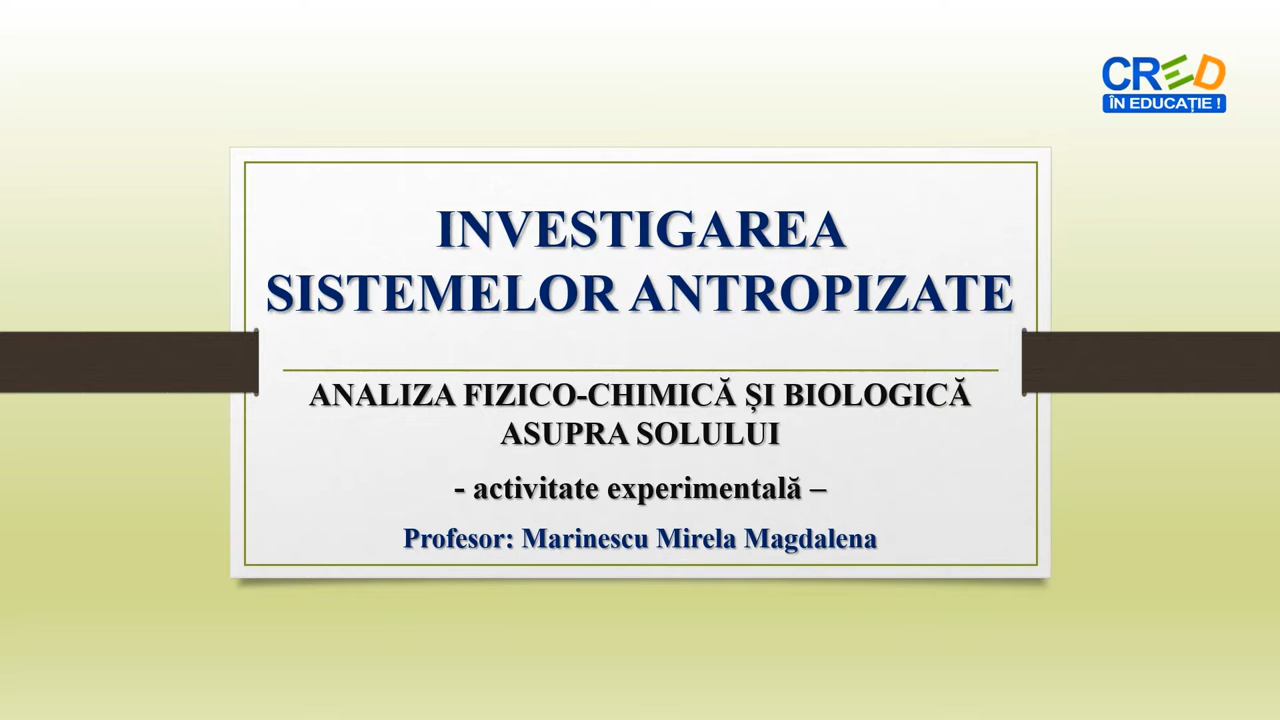 CRED
ÎN EDUCAȚIE !
INVESTIGAREA
SISTEMELOR ANTROPIZATE
ANALIZA FIZICO-CHIMICĂ ȘI BIOLOGICĂ
ASUPRA SOLULUI
- activitate experimentală –
Profesor: Marinescu Mirela Magdalena